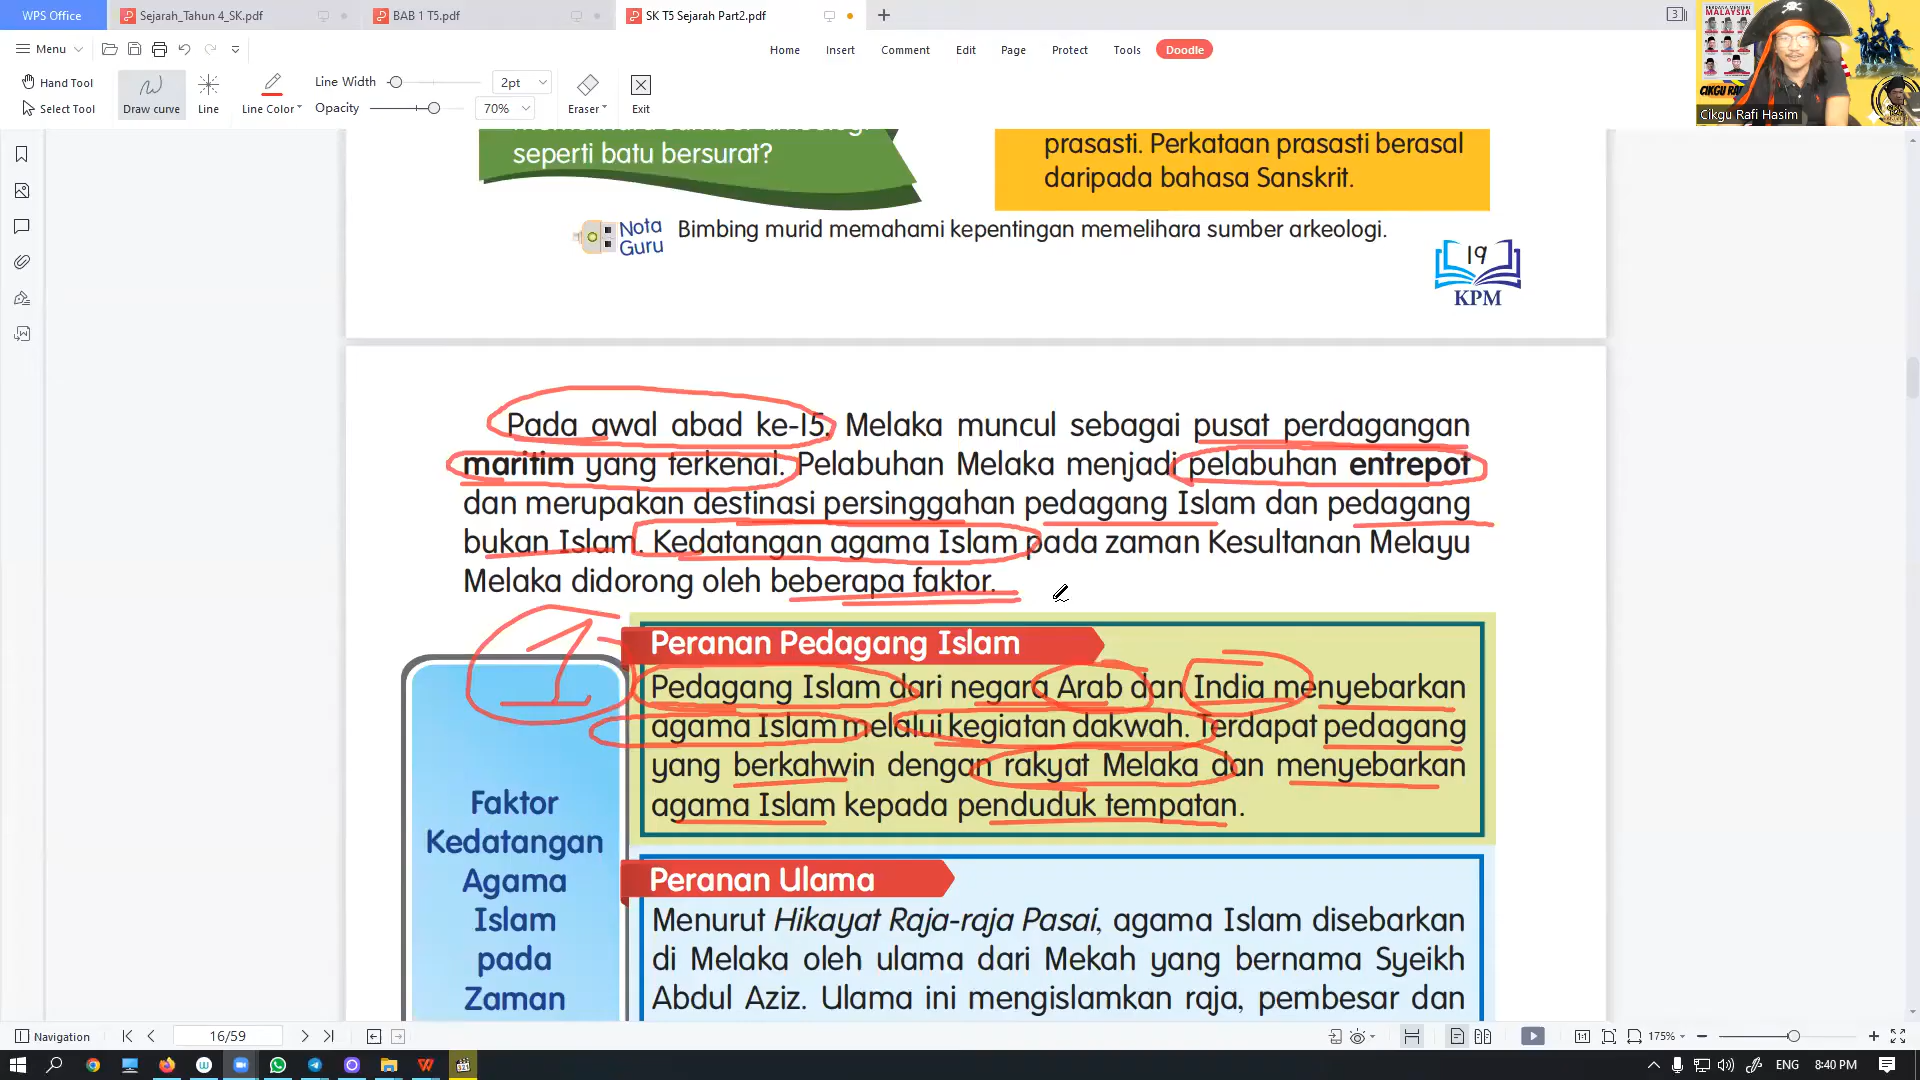 WPS Office
Sejarah_Tahun 4_SK.pdf
BAB 1 T5.pdf
SK T5 Sejarah Part2.pdf
3
Menu
Home
Insert
Comment
Edit
Page
Protect
Tools
Doodle
Hand Tool
Select Tool
Draw curve
Line
Line Color
Line Width
2pt
Opacity
70%
Eraser
Exit
MALAYSIA
Cikgu Rafi Hasim
seperti batu bersurat?
prasasti. Perkataan prasasti berasal
daripada bahasa Sanskrit.
Nota
Guru
Bimbing murid memahami kepentingan memelihara sumber arkeologi.
19
KPM
Pada awal abad ke-15. Melaka muncul sebagai pusat perdagangan
maritim yang terkenal. Pelabuhan Melaka menjadi pelabuhan entrepot
dan merupakan destinasi persinggahan pedagang Islam dan pedagang
bukan Islam. Kedatangan agama Islam pada zaman Kesultanan Melayu
Melaka didorong oleh beberapa faktor.
1
Peranan Pedagang Islam
Pedagang Islam dari negara Arab dan India menyebarkan
agama Islam melalui kegiatan dakwah. Terdapat pedagang
yang berkahwin dengan rakyat Melaka dan menyebarkan
agama Islam kepada penduduk tempatan.
Faktor
Kedatangan
Agama
Islam
pada
Zaman
Peranan Ulama
Menurut Hikayat Raja-raja Pasai, agama Islam disebarkan
di Melaka oleh ulama dari Mekah yang bernama Syeikh
Abdul Aziz. Ulama ini mengislamkan raja, pembesar dan
Navigation
16/59
175%
ENG
8:40 PM